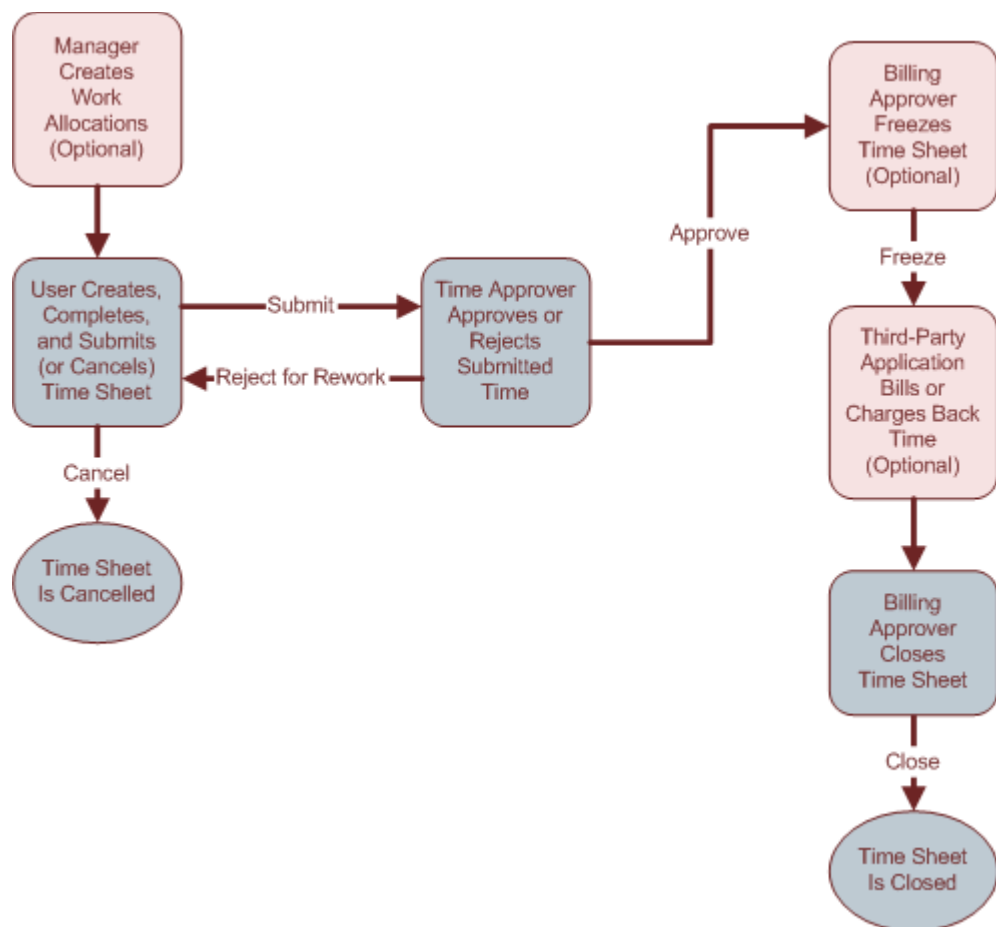 Manager
Creates
Work
Allocations
(Optional)
User Creates,
Completes,
and Submits
(or Cancels)
Time Sheet
Submit
Reject for Rework
Cancel
Time Sheet
Is Cancelled
Time Approver
Approves or
Rejects
Submitted
Time
Approve
Billing
Approver
Freezes
Time Sheet
(Optional)
Freeze
Third-Party
Application
Bills or
Charges Back
Time
(Optional)
Billing
Approver
Closes
Time Sheet
Close
Time Sheet
Is Closed